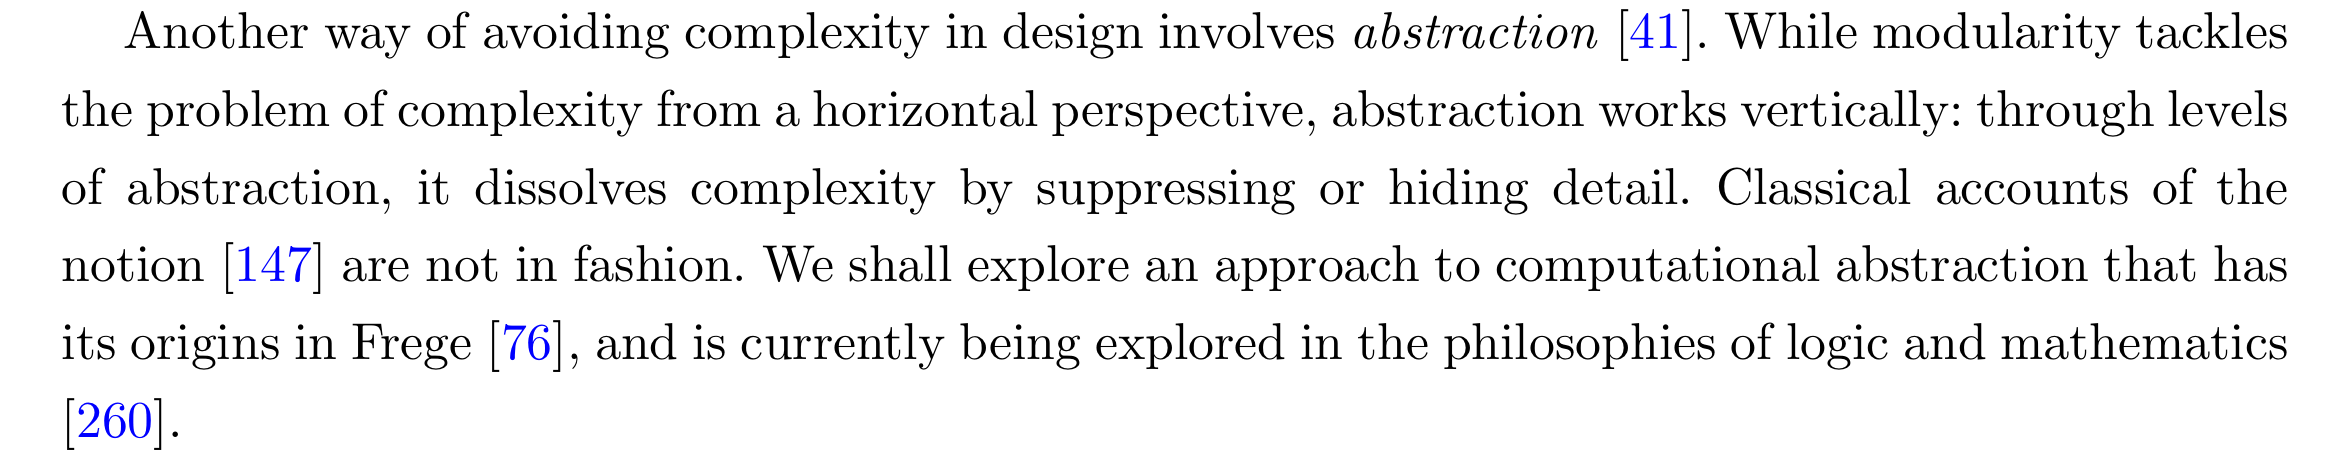 Another way of avoiding complexity in design involves abstraction [41]. While modularity tackles
the problem of complexity from a horizontal perspective, abstraction works vertically: through levels
of abstraction, it dissolves complexity by suppressing or hiding detail. Classical accounts of the
notion [147] are not in fashion. We shall explore an approach to computational abstraction that has
its origins in Frege [76], and is currently being explored in the philosophies of logic and mathematics
[260].